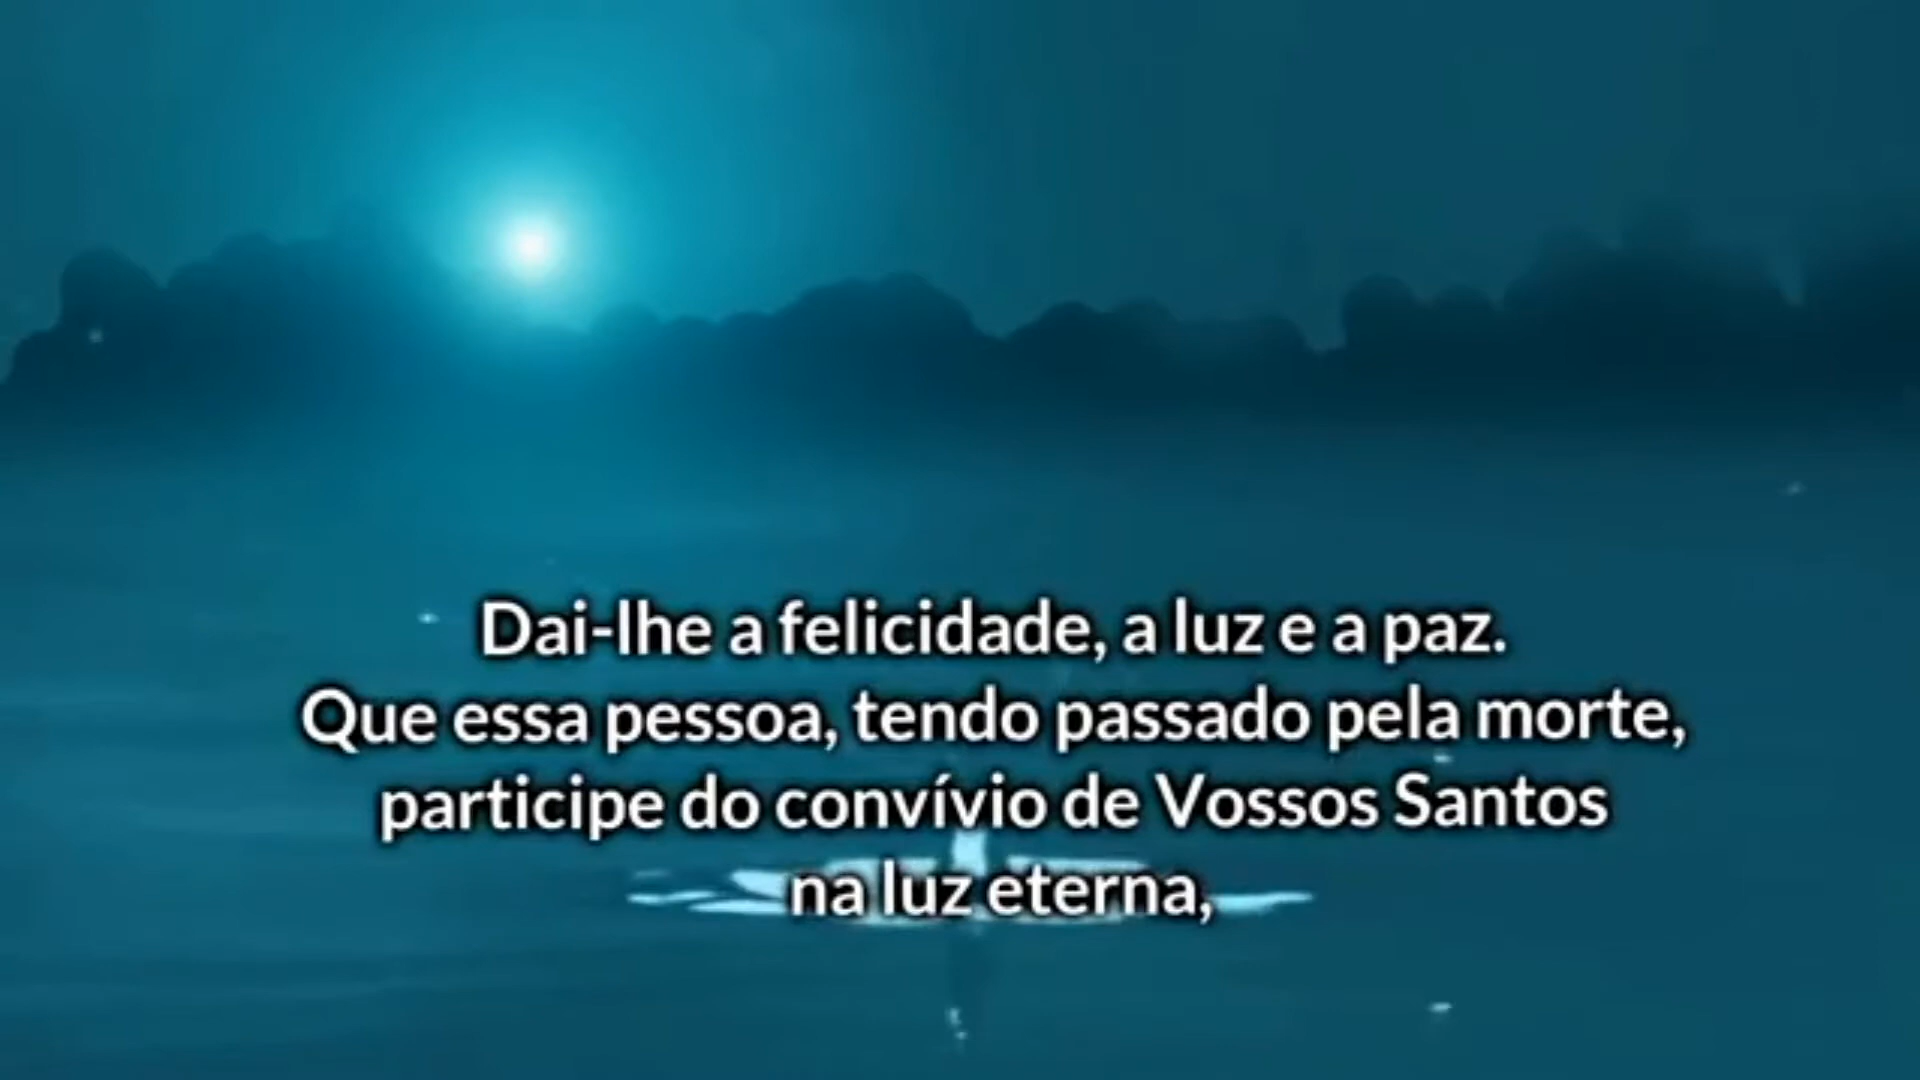 Dai-lhe a felicidade, a luz e a paz.
Que essa pessoa, tendo passado pela morte,
participe do convívio de Vossos Santos
na luz eterna,